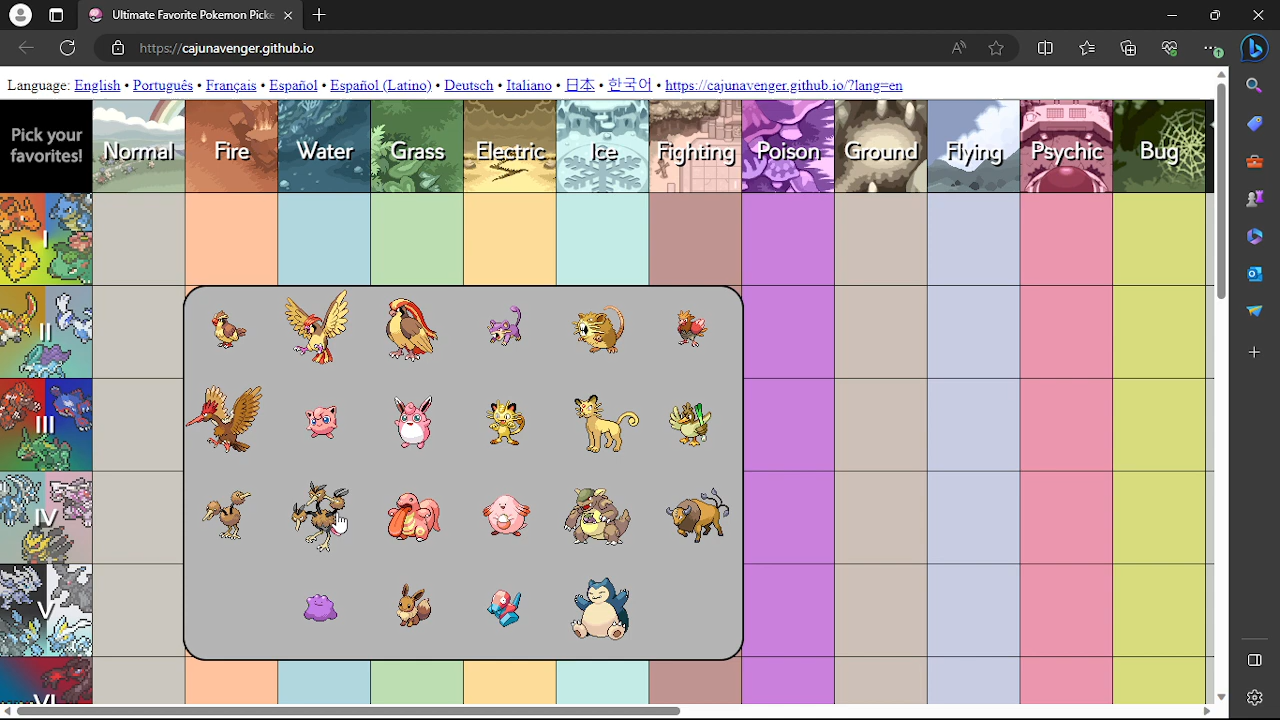 Ultimate Favorite Pokemon Picke
https://cajunavenger.github.io
Language: English • Português • Français • Español • Español (Latino) • Deutsch • Italiano • 日本 • 한국어 • https://cajunavenger.github.io/?lang=en
Pick your favorites!
Normal
Fire
Water
Grass
Electric
Ice
Fighting
Poison
Ground
Flying
Psychic
Bug
I
II
III
IV
V
VI